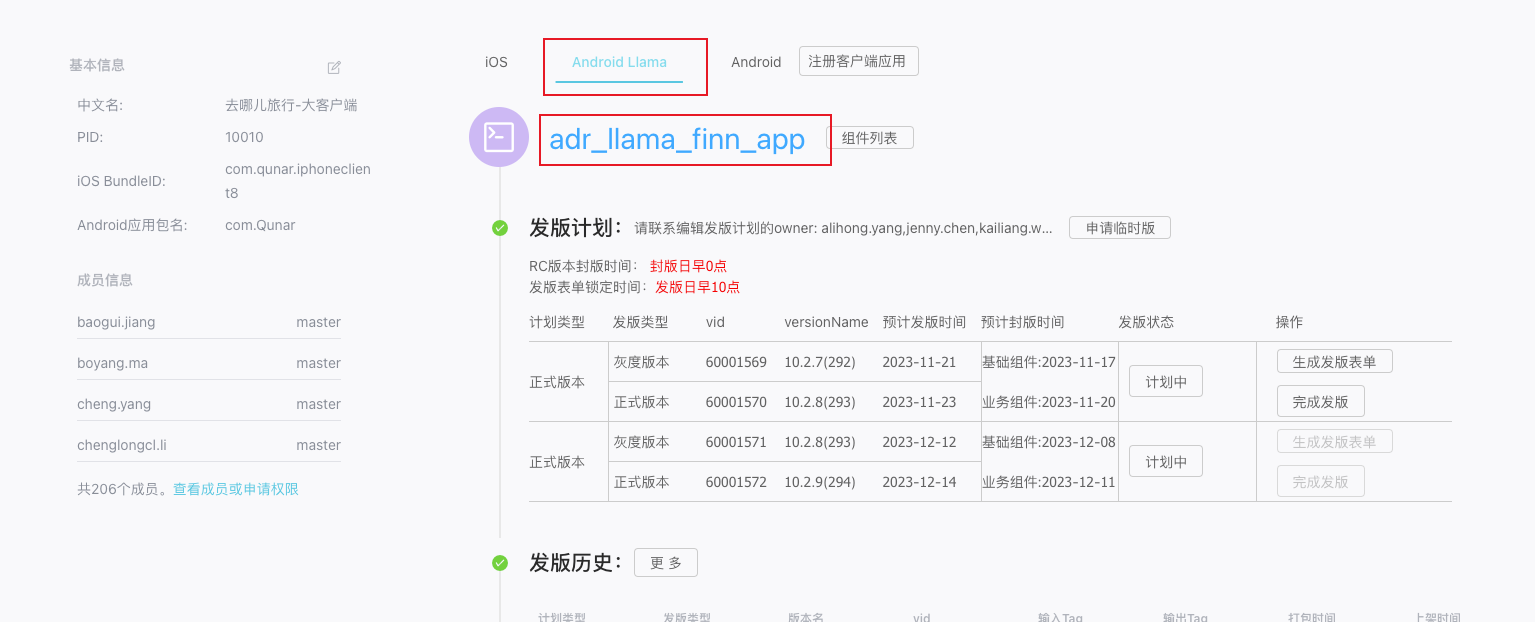 基本信息
中文名: 去哪儿旅行-大客户端
PID: 10010
iOS BundleID: com.qunar.iphoneclient8
Android应用包名: com.Qunar
成员信息
baogui.jiang master
boyang.ma master
cheng.yang master
chenglongcl.li master
共206个成员。查看成员或申请权限
iOS Android Llama Android 注册客户端应用
adr_llama_finn_app 组件列表
发版计划： 请联系编辑发版计划的owner: alihong.yang,jenny.chen,kailiang.w... 申请临时版
RC版本封版时间： 封版日早0点
发版表单锁定时间：发版日早10点
计划类型 发版类型 vid versionName 预计发版时间 预计封版时间 发版状态 操作
正式版本 灰度版本 60001569 10.2.7(292) 2023-11-21 基础组件:2023-11-17 计划中 生成发版表单
正式版本 60001570 10.2.8(293) 2023-11-23 业务组件:2023-11-20 完成发版
正式版本 灰度版本 60001571 10.2.8(293) 2023-12-12 基础组件:2023-12-08 计划中 生成发版表单
正式版本 60001572 10.2.9(294) 2023-12-14 业务组件:2023-12-11 完成发版
发版历史： 更 多
计划类型 发版类型 版本名 vid 输入Tag 输出Tag 打包时间 上架时间